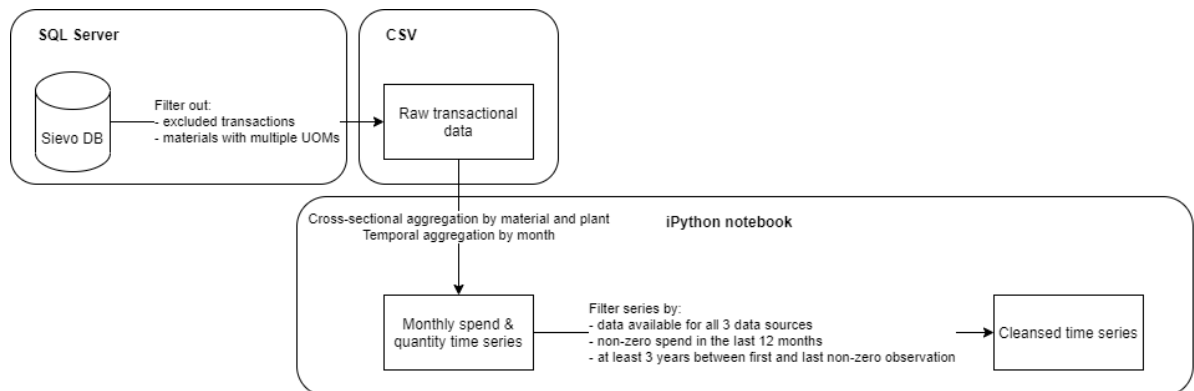 SQL Server
CSV
Sievo DB
Filter out:
- excluded transactions
- materials with multiple UOMs
Raw transactional
data
Cross-sectional aggregation by material and plant
Temporal aggregation by month
iPython notebook
Monthly spend &
quantity time series
Filter series by:
- data available for all 3 data sources
- non-zero spend in the last 12 months
- at least 3 years between first and last non-zero observation
Cleansed time series